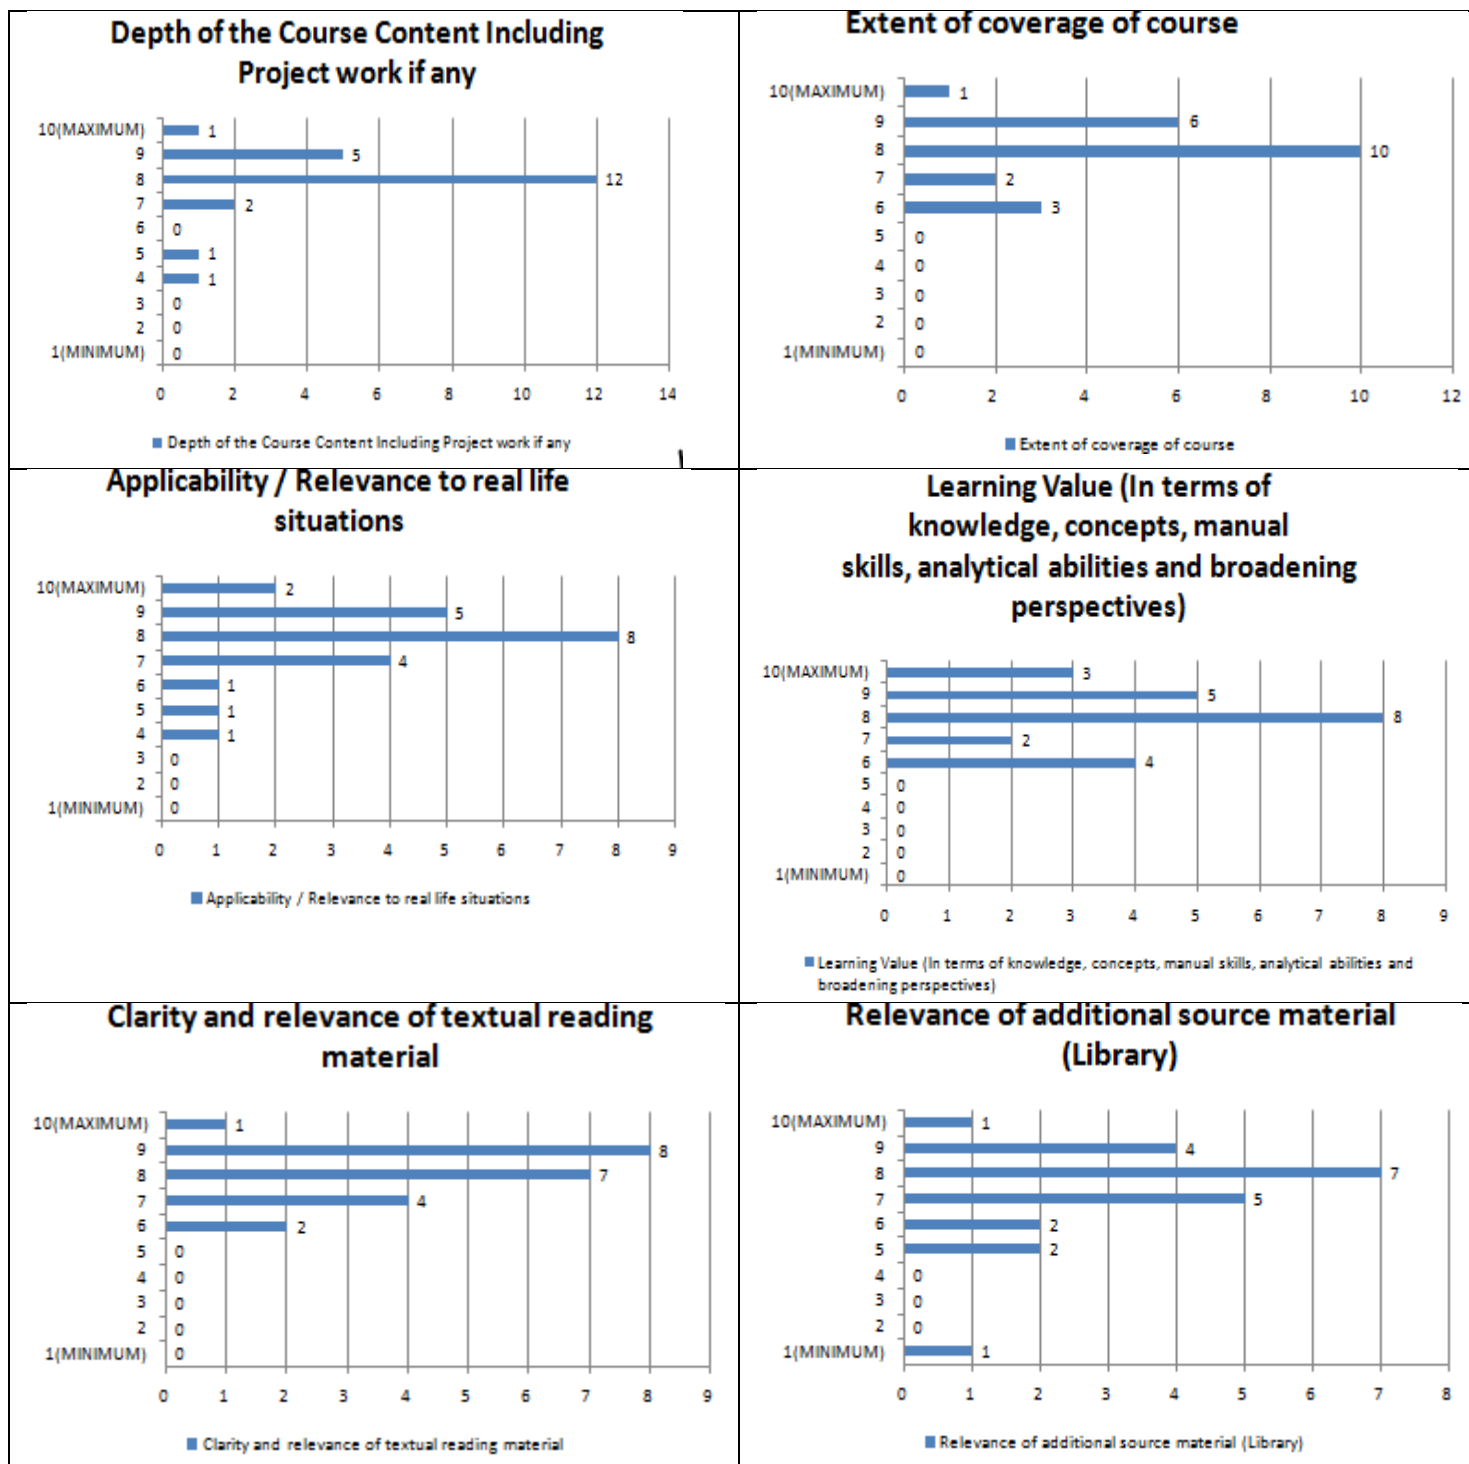 Depth of the Course Content Including
Project work if any
10(MAXIMUM) 1
9 5
8 12
7 2
6 0
5 1
4 1
3 0
2 0
1(MINIMUM) 0
0 2 4 6 8 10 12 14
Depth of the Course Content Including Project work if any
Extent of coverage of course
10(MAXIMUM) 1
9 6
8 10
7 2
6 3
5 0
4 0
3 0
2 0
1(MINIMUM) 0
0 2 4 6 8 10 12
Extent of coverage of course
Applicability / Relevance to real life
situations
10(MAXIMUM) 2
9 5
8 8
7 4
6 1
5 1
4 1
3 0
2 0
1(MINIMUM) 0
0 1 2 3 4 5 6 7 8 9
Applicability / Relevance to real life situations
Learning Value (In terms of
knowledge, concepts, manual
skills, analytical abilities and broadening
perspectives)
10(MAXIMUM) 3
9 5
8 8
7 2
6 4
5 0
4 0
3 0
2 0
1(MINIMUM) 0
0 1 2 3 4 5 6 7 8 9
Learning Value (In terms of knowledge, concepts, manual skills, analytical abilities and
broadening perspectives)
Clarity and relevance of textual reading
material
10(MAXIMUM) 1
9 8
8 7
7 4
6 2
5 0
4 0
3 0
2 0
1(MINIMUM) 0
0 1 2 3 4 5 6 7 8 9
Clarity and relevance of textual reading material
Relevance of additional source material
(Library)
10(MAXIMUM) 1
9 4
8 7
7 5
6 2
5 2
4 0
3 0
2 0
1(MINIMUM) 1
0 1 2 3 4 5 6 7 8
Relevance of additional source material (Library)